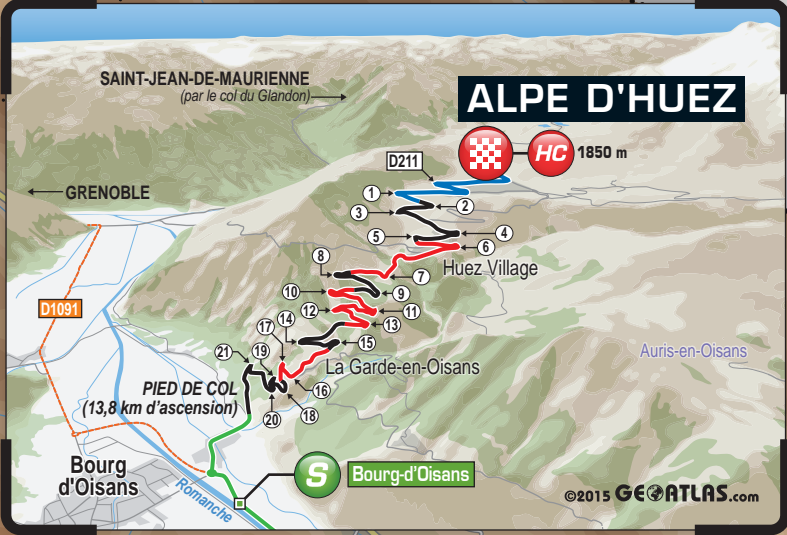 SAINT-JEAN-DE-MAURIENNE
(par le col du Glandon)
ALPE D'HUEZ
HC 1850 m
D211
GRENOBLE
1
2
3
4
5
6
Huez Village
7
8
9
10
11
12
13
D1091
14
15
16
17
18
19
20
21
La Garde-en-Oisans
Auris-en-Oisans
PIED DE COL
(13,8 km d'ascension)
Bourg
d'Oisans
Romanche
S Bourg-d'Oisans
©2015 GEOATLAS.com